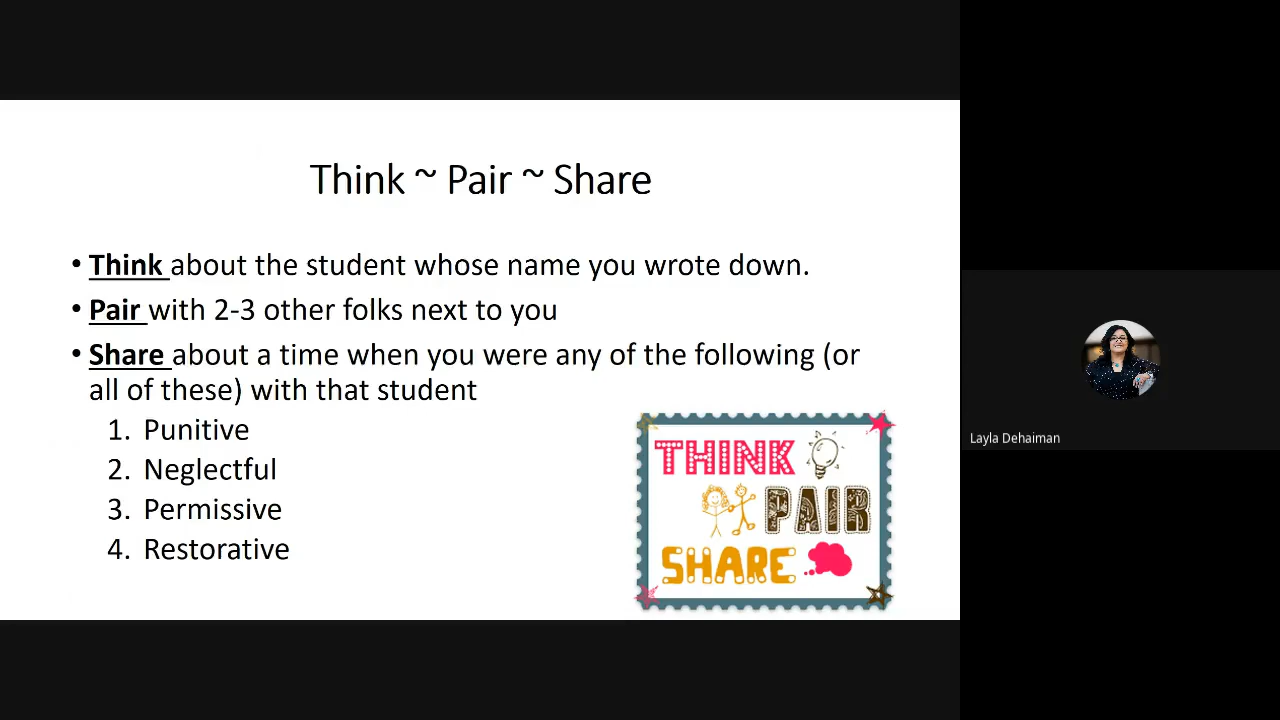 Think ~ Pair ~ Share
• Think about the student whose name you wrote down.
• Pair with 2-3 other folks next to you
• Share about a time when you were any of the following (or
all of these) with that student
1. Punitive
2. Neglectful
3. Permissive
4. Restorative
THINK
PAIR
SHARE
Layla Dehaiman